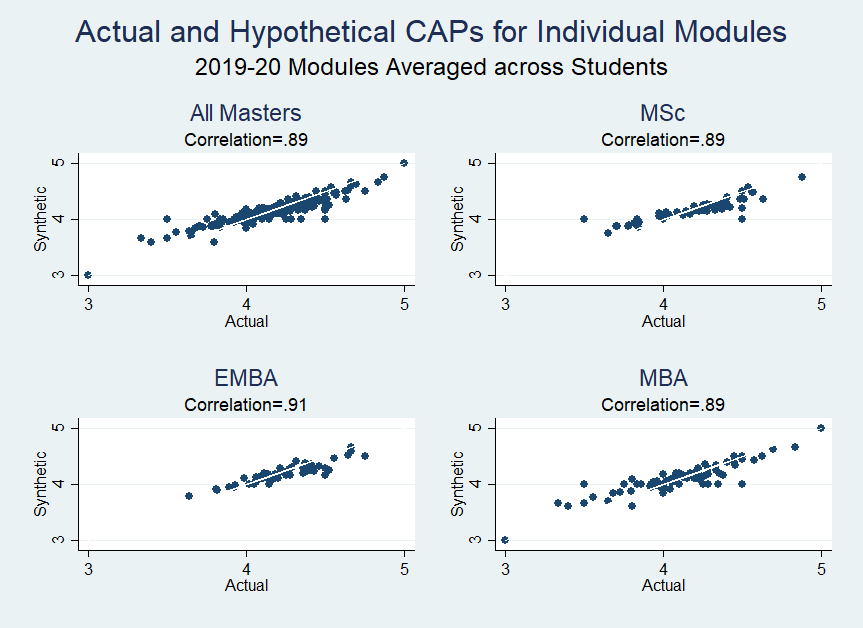 Actual and Hypothetical CAPs for Individual Modules
2019-20 Modules Averaged across Students
All Masters
Correlation=.89
Synthetic
5
4
3
3 4 5
Actual
MSc
Correlation=.89
Synthetic
5
4
3
3 4 5
Actual
EMBA
Correlation=.91
Synthetic
5
4
3
3 4 5
Actual
MBA
Correlation=.89
Synthetic
5
4
3
3 4 5
Actual